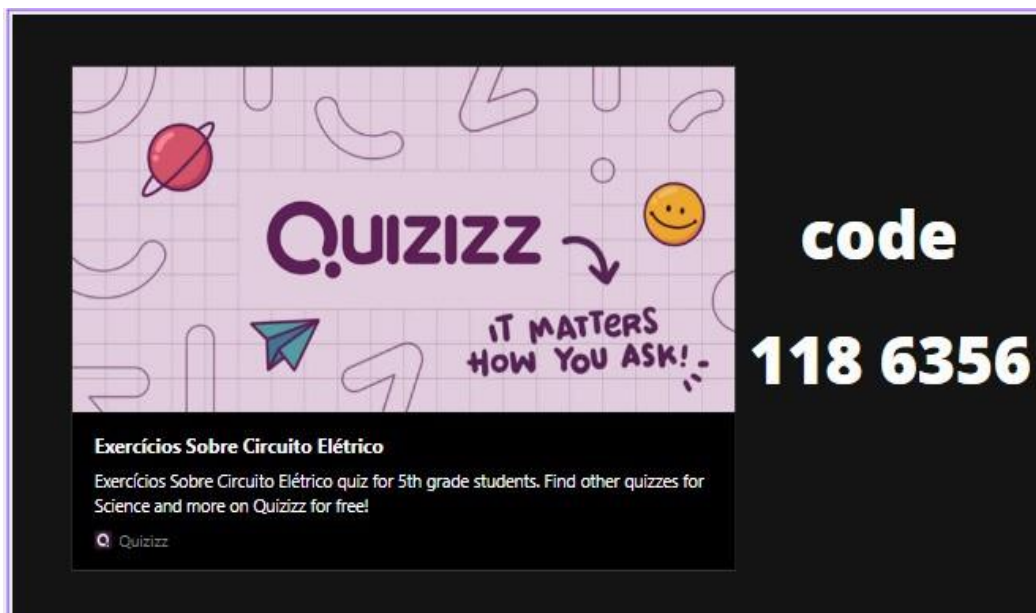 QUIZIZZ
IT MATTERS
HOW YOU ASK!
Exercícios Sobre Circuito Elétrico
Exercícios Sobre Circuito Elétrico quiz for 5th grade students. Find other quizzes for
Science and more on Quizizz for free!
Quizizz
code
118 6356